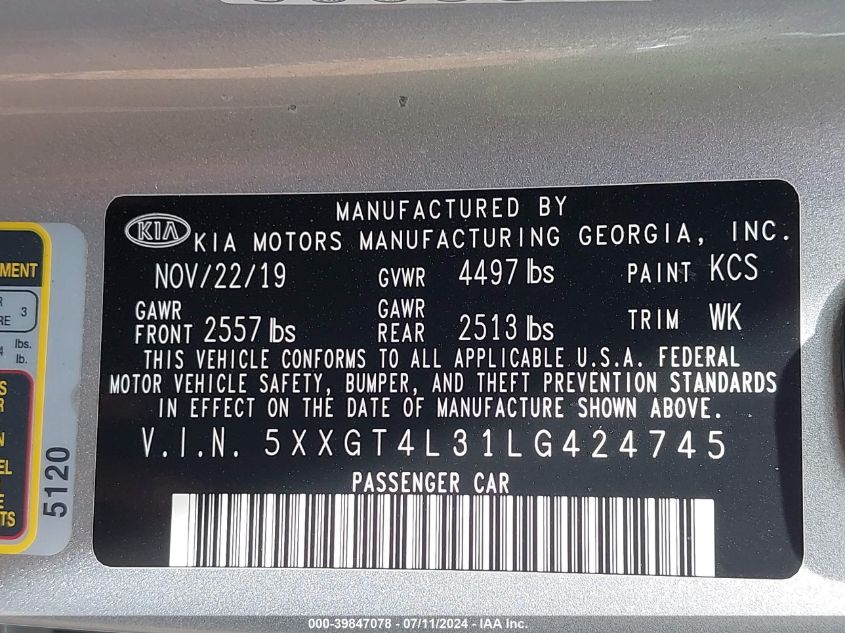 MANUFACTURED BY
KIA KIA MOTORS MANUFACTURING GEORGIA, INC.
NOV/22/19 GVWR 4497 lbs PAINT KCS
GAWR FRONT 2557 lbs GAWR REAR 2513 lbs TRIM WK
THIS VEHICLE CONFORMS TO ALL APPLICABLE U.S.A. FEDERAL
MOTOR VEHICLE SAFETY, BUMPER, AND THEFT PREVENTION STANDARDS
IN EFFECT ON THE DATE OF MANUFACTURE SHOWN ABOVE.
V.I.N. 5XXGT4L31LG424745
PASSENGER CAR
3
lbs.
lb.
5120
000-39847078 - 07/11/2024 - IAA Inc.